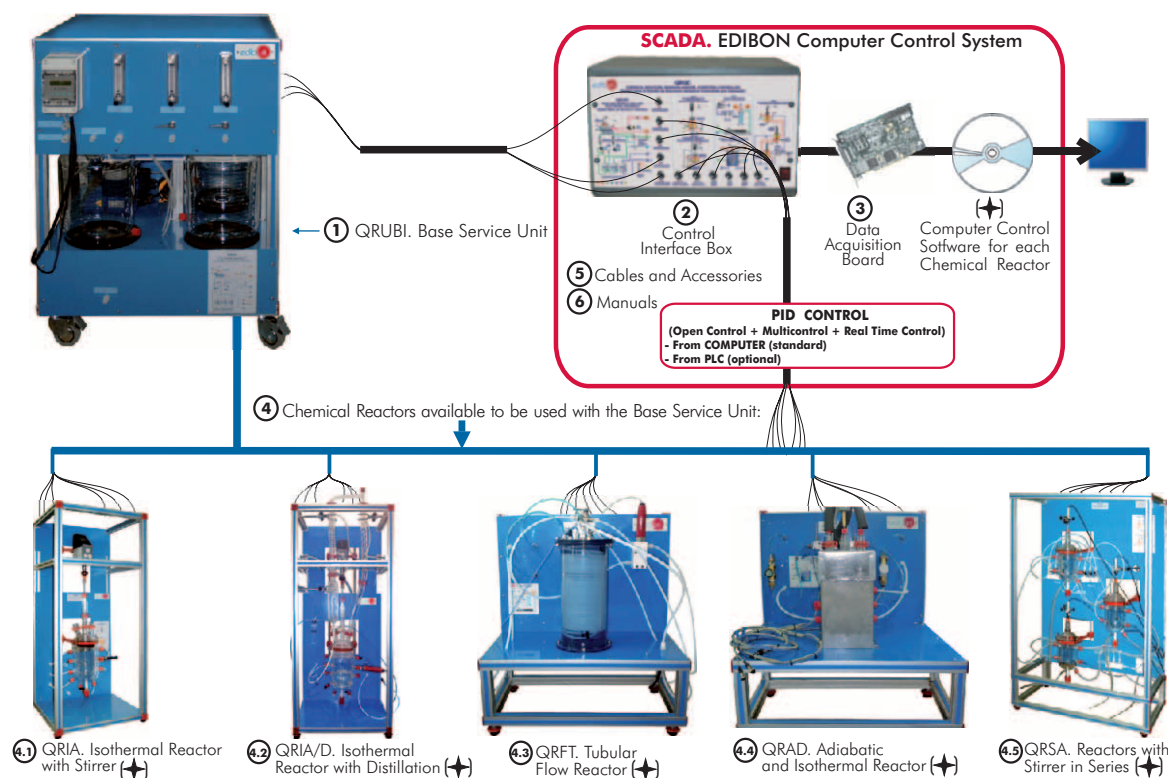 SCADA. EDIBON Computer Control System
1 QRUBI. Base Service Unit
2
Control
Interface Box
3
Data
Acquisition
Board
Computer Control
Software for each
Chemical Reactor
5 Cables and Accessories
6 Manuals
PID CONTROL
(Open Control + Multicontrol + Real Time Control)
- From COMPUTER (standard)
- From PLC (optional)
4 Chemical Reactors available to be used with the Base Service Unit:
4.1 QRIA. Isothermal Reactor
with Stirrer
4.2 QRIA/D. Isothermal
Reactor with Distillation
4.3 QRFT. Tubular
Flow Reactor
4.4 QRAD. Adiabatic
and Isothermal Reactor
4.5 QRSA. Reactors with
Stirrer in Series